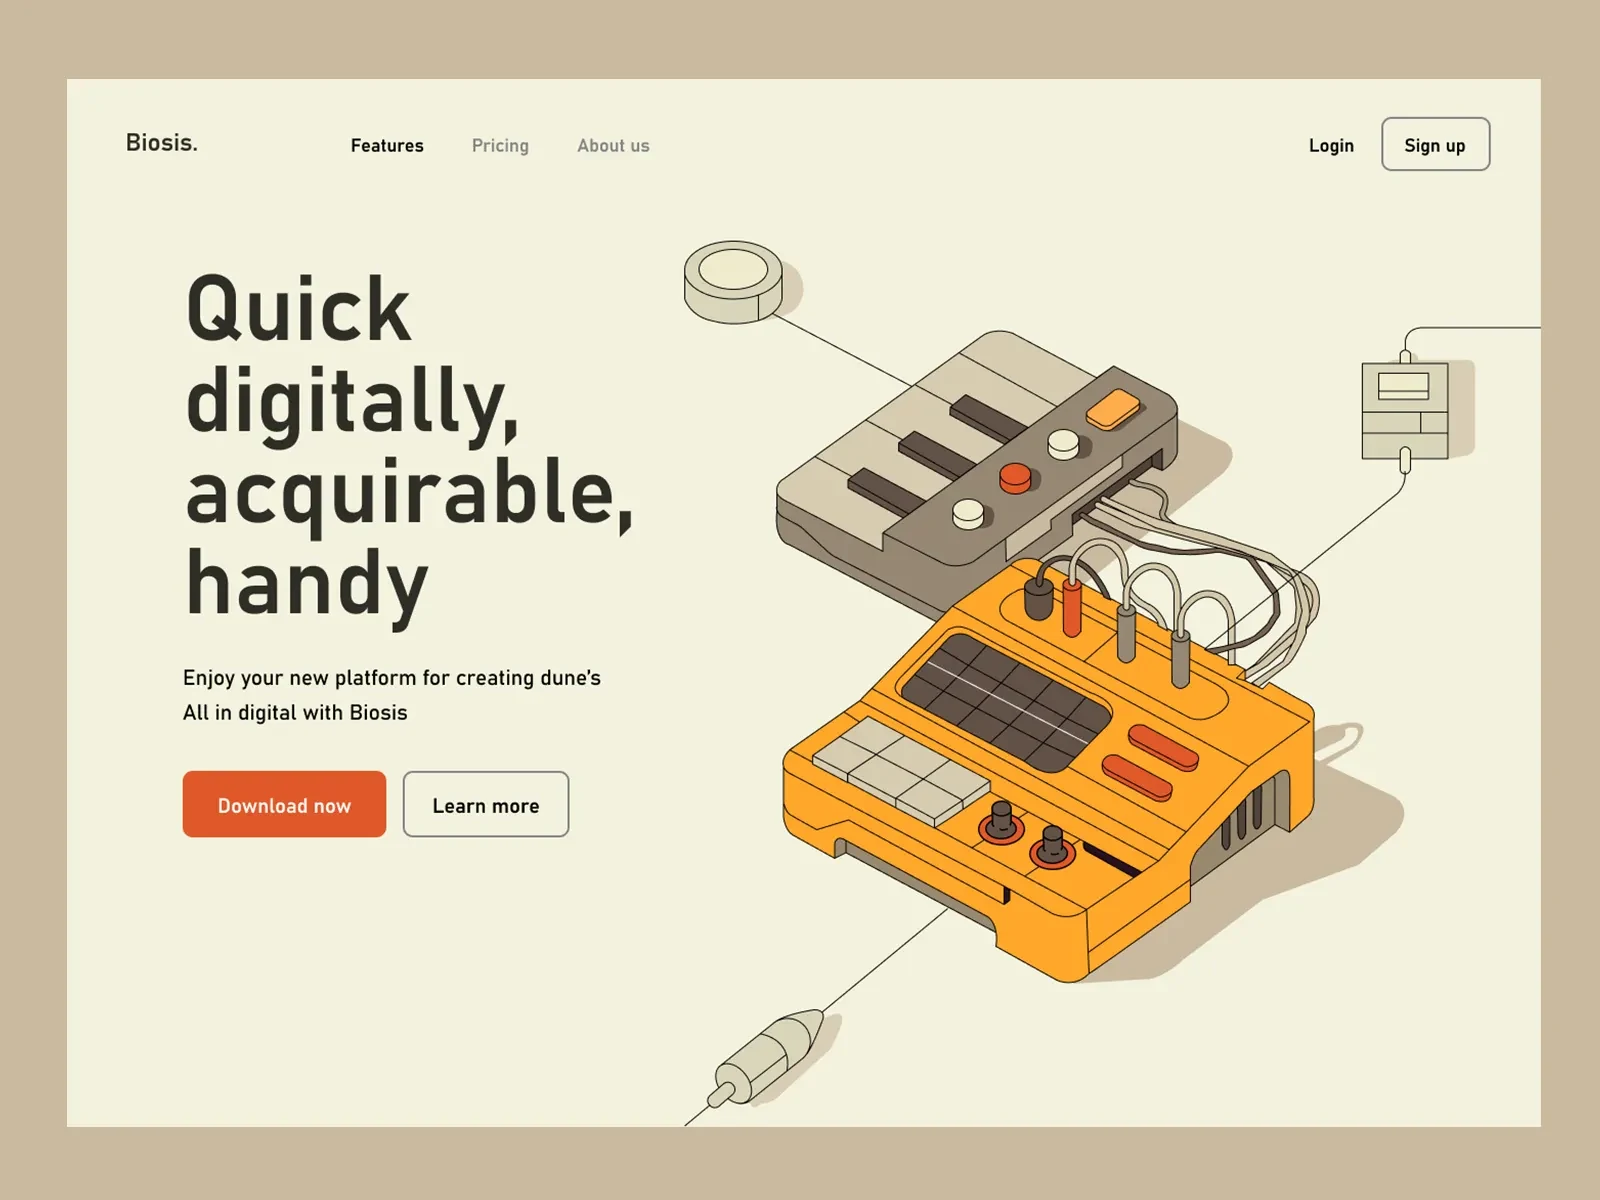 Biosis.
Features
Pricing
About us
Login
Sign up
Quick
digitally,
acquirable,
handy
Enjoy your new platform for creating dune's
All in digital with Biosis
Download now
Learn more